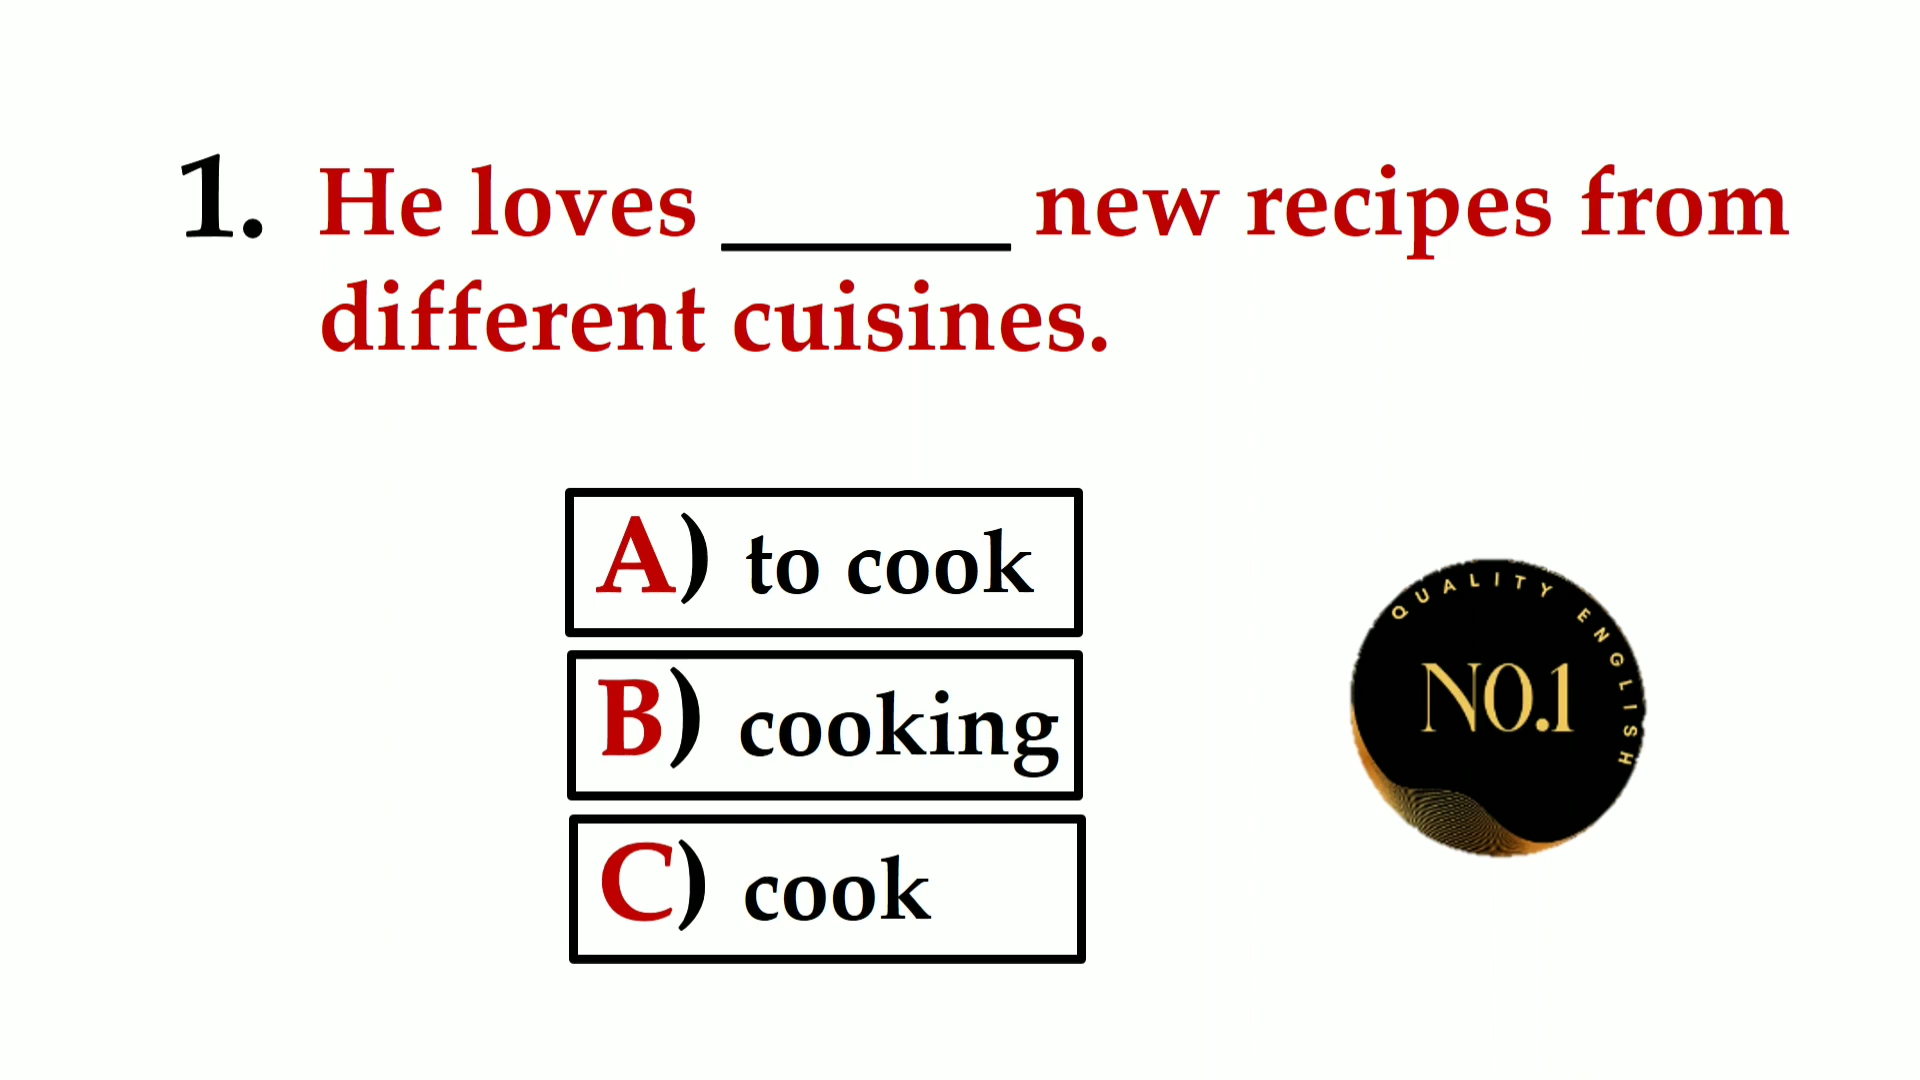 1. He loves ______ new recipes from
different cuisines.
A) to cook
B) cooking
C) cook
QUALITY ENGLISH
NO.1